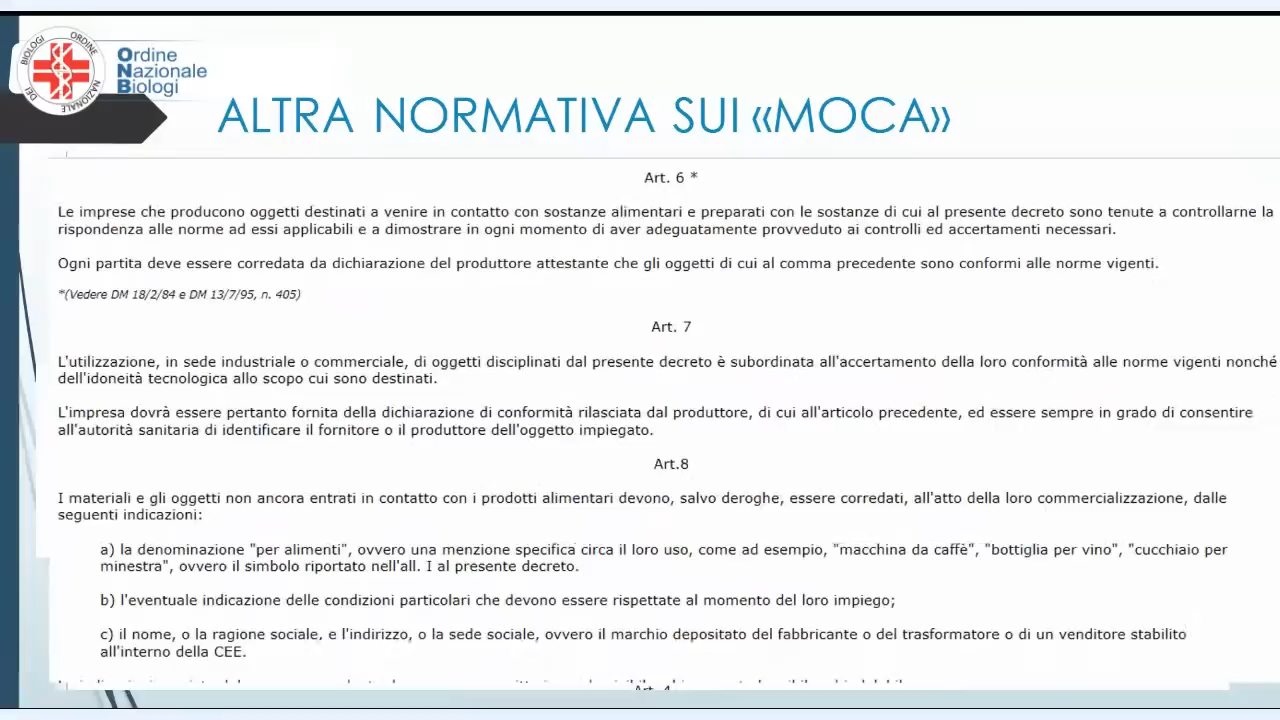 ORDINE NAZIONALE DEI BIOLOGI
Ordine
Nazionale
Biologi
ALTRA NORMATIVA SUI «MOCA»
Art. 6 *
Le imprese che producono oggetti destinati a venire in contatto con sostanze alimentari e preparati con le sostanze di cui al presente decreto sono tenute a controllarne la
rispondenza alle norme ad essi applicabili e a dimostrare in ogni momento di aver adeguatamente provveduto ai controlli ed accertamenti necessari.
Ogni partita deve essere corredata da dichiarazione del produttore attestante che gli oggetti di cui al comma precedente sono conformi alle norme vigenti.
*(Vedere DM 18/2/84 e DM 13/7/95, n. 405)
Art. 7
L'utilizzazione, in sede industriale o commerciale, di oggetti disciplinati dal presente decreto è subordinata all'accertamento della loro conformità alle norme vigenti nonché
dell'idoneità tecnologica allo scopo cui sono destinati.
L'impresa dovrà essere pertanto fornita della dichiarazione di conformità rilasciata dal produttore, di cui all'articolo precedente, ed essere sempre in grado di consentire
all'autorità sanitaria di identificare il fornitore o il produttore dell'oggetto impiegato.
Art.8
I materiali e gli oggetti non ancora entrati in contatto con i prodotti alimentari devono, salvo deroghe, essere corredati, all'atto della loro commercializzazione, dalle
seguenti indicazioni:
a) la denominazione "per alimenti", ovvero una menzione specifica circa il loro uso, come ad esempio, "macchina da caffè", "bottiglia per vino", "cucchiaio per
minestra", ovvero il simbolo riportato nell'all. I al presente decreto.
b) l'eventuale indicazione delle condizioni particolari che devono essere rispettate al momento del loro impiego;
c) il nome, o la ragione sociale, e l'indirizzo, o la sede sociale, ovvero il marchio depositato del fabbricante o del trasformatore o di un venditore stabilito
all'interno della CEE.
Art. 4